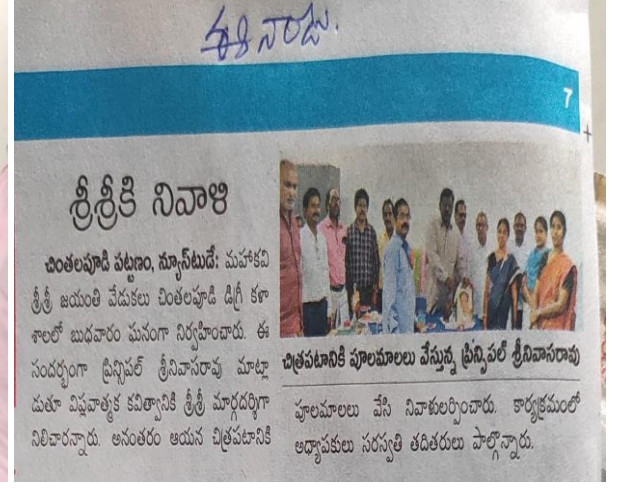 ఈనాడు.
7
శ్రీశ్రీకి నివాళి
చింతలపూడి పట్టణం, న్యూస్‌టుడే: మహాకవి
శ్రీశ్రీ జయంతి వేడుకలు చింతలపూడి డిగ్రీ కళా
శాలలో బుదవారం ఘనంగా నిర్వహించారు. ఈ
సందర్భంగా ప్రిన్సిపల్ శ్రీనివాసరావు మాట్లా
డుతూ విప్లవాత్మక కవిత్వానికి శ్రీశ్రీ మార్గదర్శిగా
నిలిచారన్నారు. అనంతరం ఆయన చిత్రపటానికి
చిత్రపటానికి పూలమాలలు వేస్తున్న ప్రిన్సిపల్ శ్రీనివాసరావు
పూలమాలలు వేసి నివాళులర్పించారు. కార్యక్రమంలో
అధ్యాపకులు సరస్వతి తదితరులు పాల్గొన్నారు.